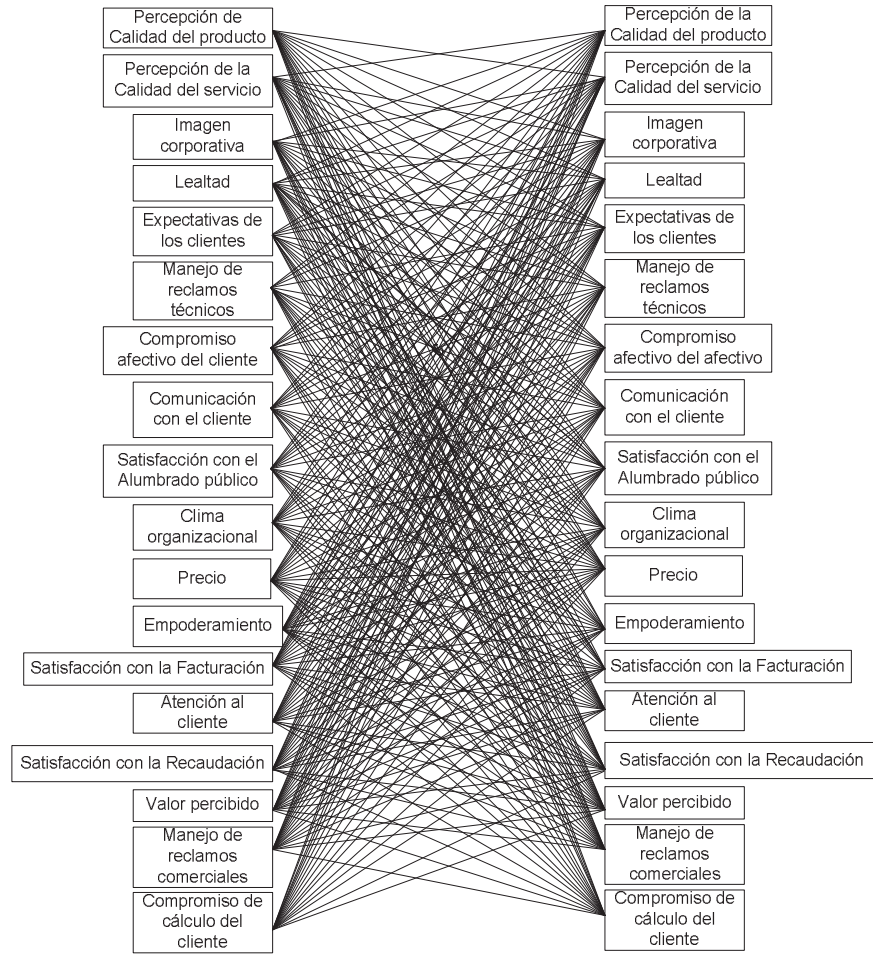 Percepción de
Calidad del producto
Percepción de la
Calidad del servicio
Imagen
corporativa
Lealtad
Expectativas de
los clientes
Manejo de
reclamos
técnicos
Compromiso
afectivo del cliente
Comunicación
con el cliente
Satisfacción con el
Alumbrado público
Clima
organizacional
Precio
Empoderamiento
Satisfacción con la Facturación
Atención al
cliente
Satisfacción con la Recaudación
Valor percibido
Manejo de
reclamos
comerciales
Compromiso de
cálculo del
cliente
Percepción de la
Calidad del producto
Percepción de la
Calidad del servicio
Imagen
corporativa
Lealtad
Expectativas de
los clientes
Manejo de
reclamos
técnicos
Compromiso
afectivo del afectivo
Comunicación
con el cliente
Satisfacción con el
Alumbrado público
Clima
organizacional
Precio
Empoderamiento
Satisfacción con la Facturación
Atención al
cliente
Satisfacción con la Recaudación
Valor percibido
Manejo de
reclamos
comerciales
Compromiso de
cálculo del
cliente